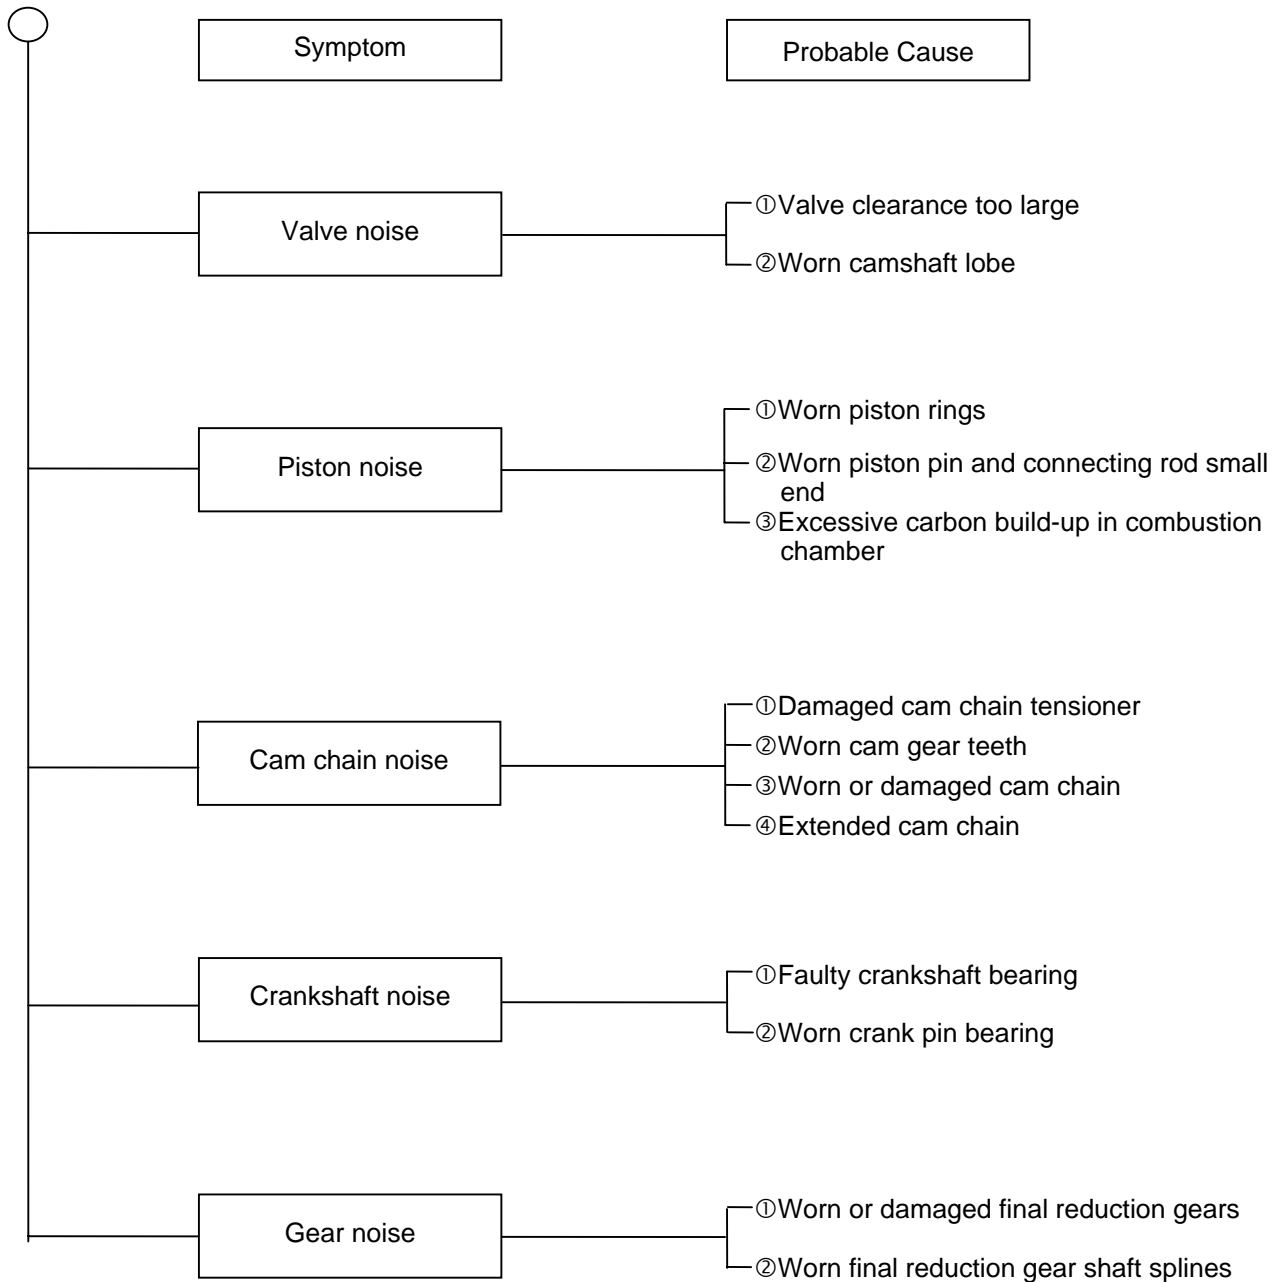 Symptom
Probable Cause
Valve noise
①Valve clearance too large
②Worn camshaft lobe
Piston noise
①Worn piston rings
②Worn piston pin and connecting rod small
end
③Excessive carbon build-up in combustion
chamber
Cam chain noise
①Damaged cam chain tensioner
②Worn cam gear teeth
③Worn or damaged cam chain
④Extended cam chain
Crankshaft noise
①Faulty crankshaft bearing
②Worn crank pin bearing
Gear noise
①Worn or damaged final reduction gears
②Worn final reduction gear shaft splines